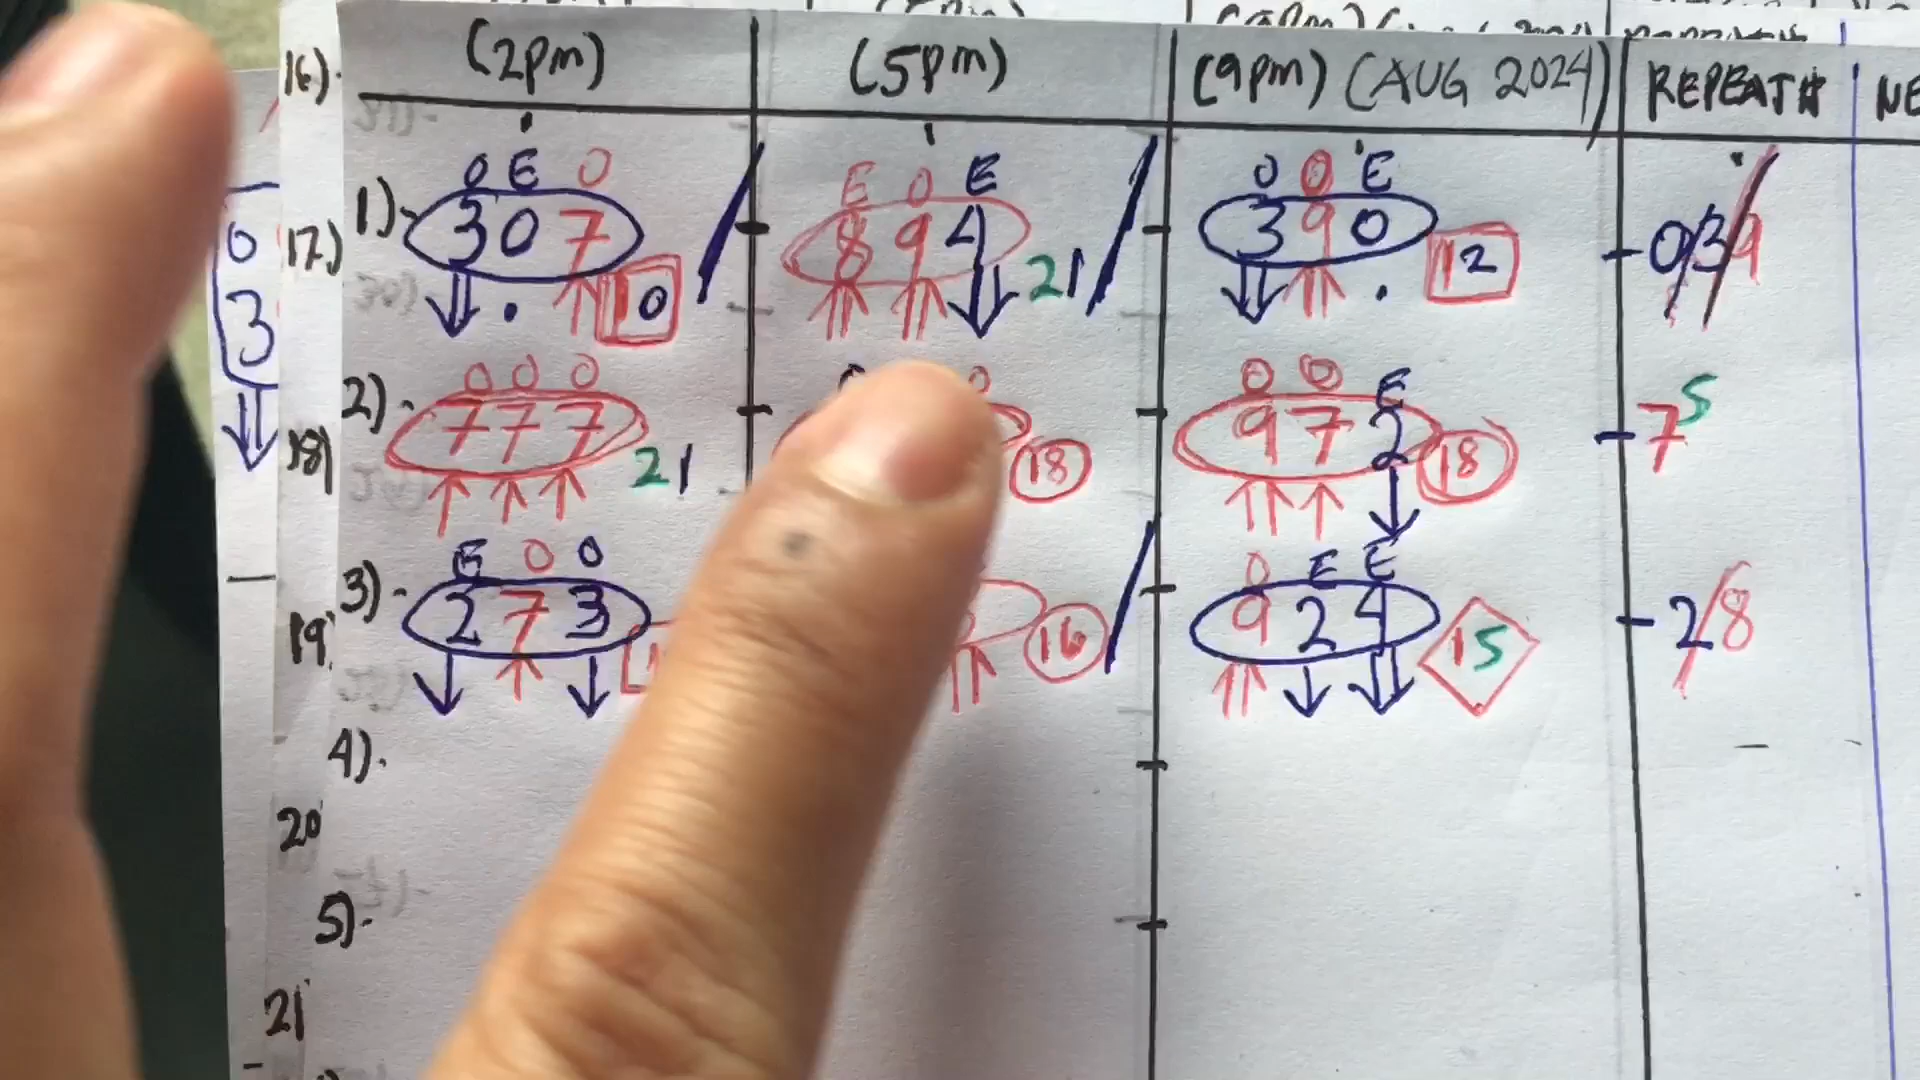 (2pm) (5pm) (9pm) (AUG 2024) REPEAT# NE
16).
O E O E O E O O E
1)- 307 10 894 21 390 12 -0/3/9
17)
0
3
O O O O O O E
2)- 777 21 18 972 18 -7 5
18)
E O O O E E
3)- 273 16 924 15 -2/8
19
4).
20
5).
21